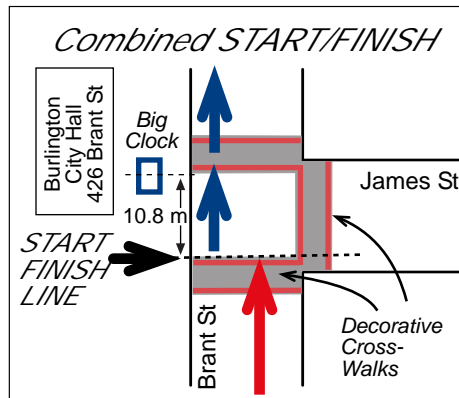 Combined START/FINISH
Burlington
City Hall
426 Brant St
Big
Clock
James St
10.8 m
START
FINISH
LINE
Brant St
Decorative
Cross-
Walks